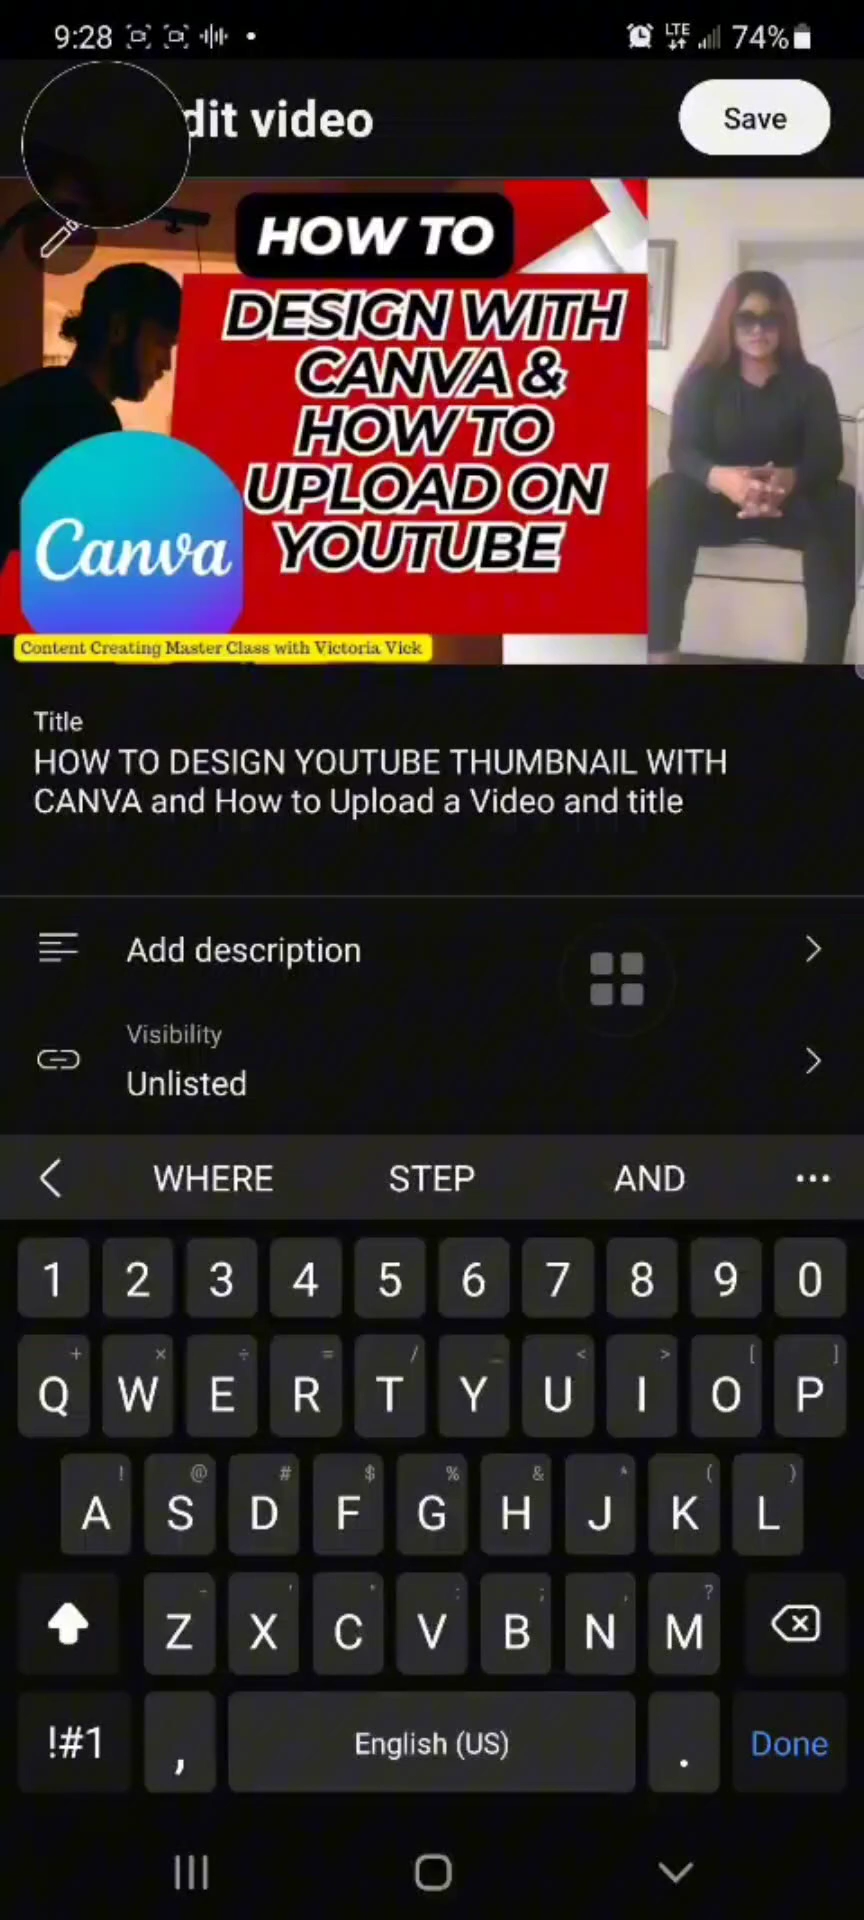 9:28
LTE 74%
dit video
Save
HOW TO
DESIGN WITH
CANVA &
HOW TO
UPLOAD ON
YOUTUBE
Canva
Content Creating Master Class with Victoria Vick
Title
HOW TO DESIGN YOUTUBE THUMBNAIL WITH
CANVA and How to Upload a Video and title
Add description
Visibility
Unlisted
WHERE STEP AND ...
1 2 3 4 5 6 7 8 9 0
+ × ÷ = / _ < > [ ]
Q W E R T Y U I O P
! @ # $ % & * ( )
A S D F G H J K L
- ' " : ; , ?
Z X C V B N M
!#1 , English (US) . Done